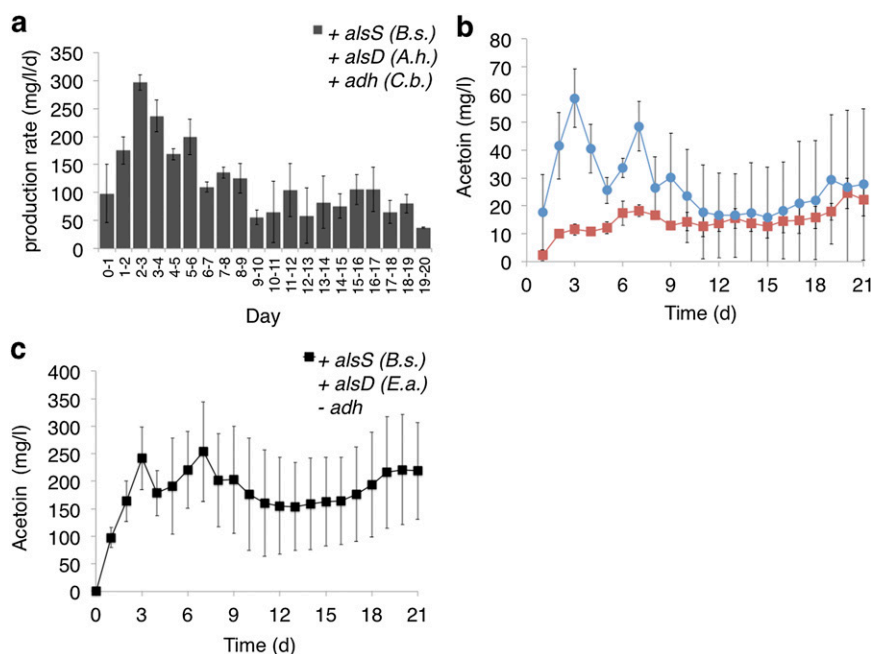 a
+ alsS (B.s.)
+ alsD (A.h.)
+ adh (C.b.)
production rate (mg/l/d)
350
300
250
200
150
100
50
0
0-1
1-2
2-3
3-4
4-5
5-6
6-7
7-8
8-9
9-10
10-11
11-12
12-13
13-14
14-15
15-16
16-17
17-18
18-19
19-20
Day
b
Acetoin (mg/l)
80
70
60
50
40
30
20
10
0
0 3 6 9 12 15 18 21
Time (d)
c
+ alsS (B.s.)
+ alsD (E.a.)
- adh
Acetoin (mg/l)
400
350
300
250
200
150
100
50
0
0 3 6 9 12 15 18 21
Time (d)